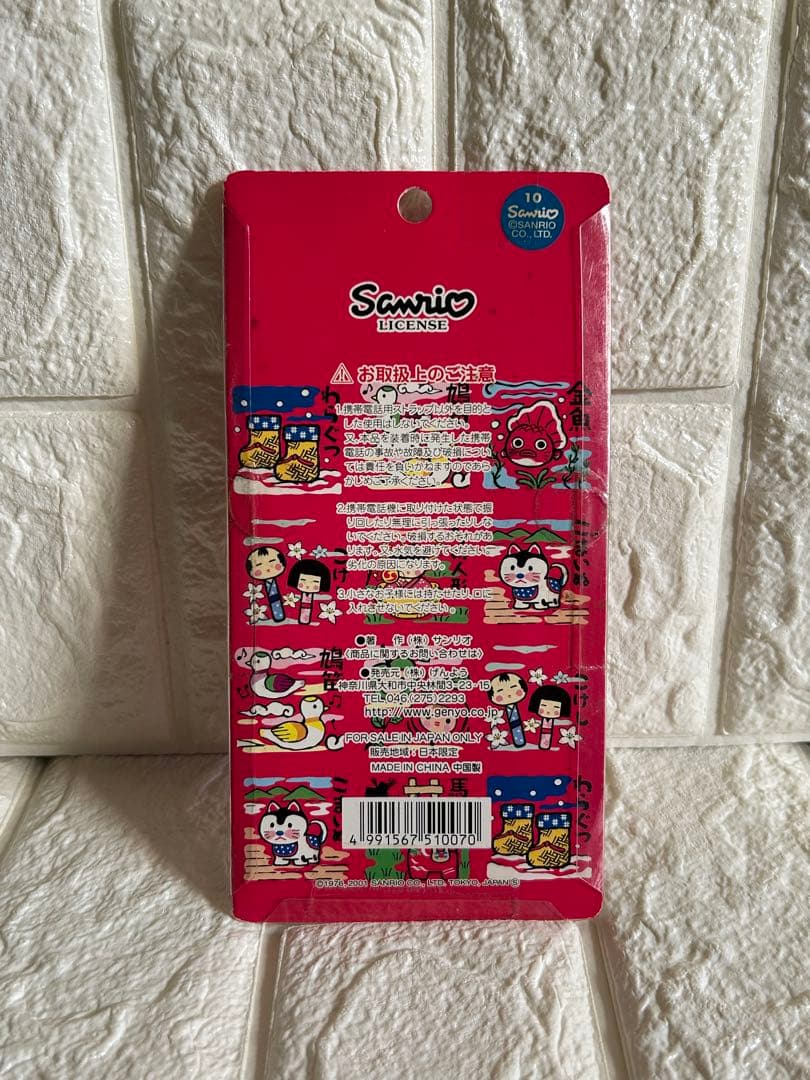 10
Sanrio
©SANRIO
CO., LTD.
Sanrio
LICENSE
お取扱上のご注意
わらぐつ
鳩
金魚
1.携帯電話用ストラップ以外を目的と
した使用はしないでください。
又、本品を装着時に発生した携帯
電話の事故や故障及び破損につい
ては責任を負いかねますのであら
かじめご了承ください。
2.携帯電話機に取り付けた状態で振
り回したり無理に引っ張ったりしな
いでください。破損するおそれがあ
ります。又、水気を避けてください。
劣化の原因になります。
こけ
人形
3.小さなお子様には持たせたり、口に
入れさせないでください。
●著　作（株）サンリオ
〈商品に関するお問い合わせは〉
鳩笛
●発売元（株）げんよう
神奈川県大和市中央林間3-23-15
TEL 046(275)2293
http://www.genyo.co.jp
FOR SALE IN JAPAN ONLY
販売地域：日本限定
MADE IN CHINA 中国製
馬
4 991567 510070
©1976, 2001 SANRIO CO., LTD. TOKYO, JAPAN